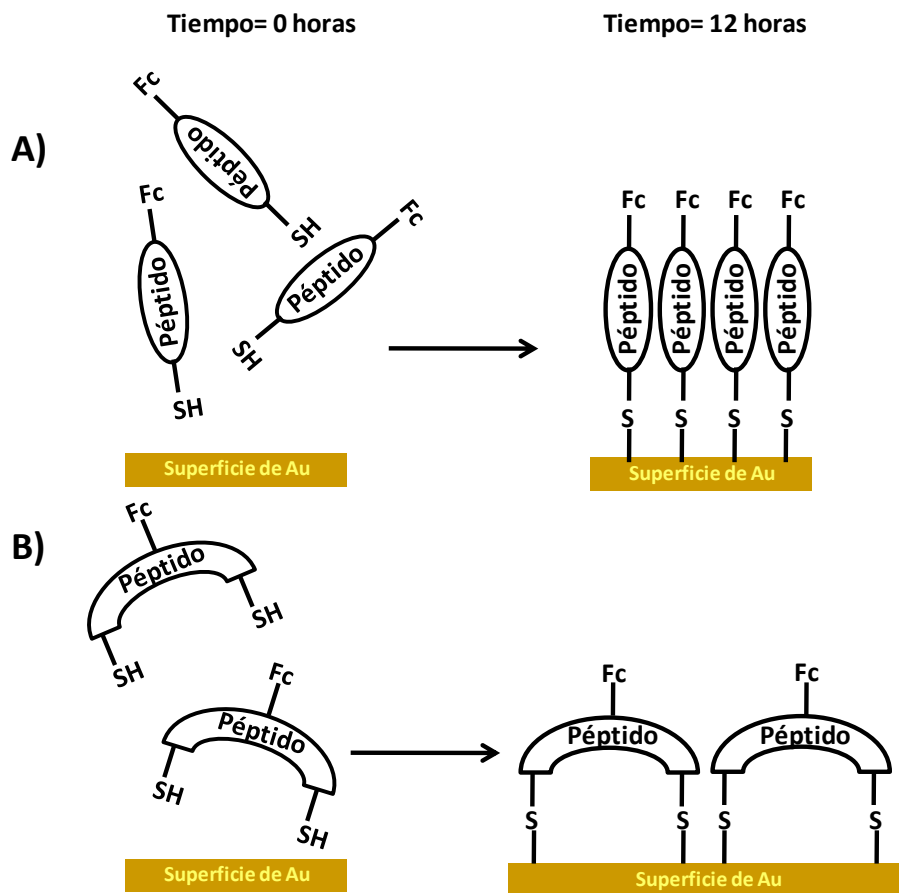 Tiempo= 0 horas
Tiempo= 12 horas
A)
Fc
Péptido
SH
Fc
Péptido
SH
Fc
Péptido
SH
Superficie de Au
Fc Fc Fc Fc
Péptido Péptido Péptido Péptido
S S S S
Superficie de Au
B)
Fc
Péptido
SH
SH
Fc
Péptido
SH
SH
Superficie de Au
Fc Fc
Péptido Péptido
S S S S
Superficie de Au